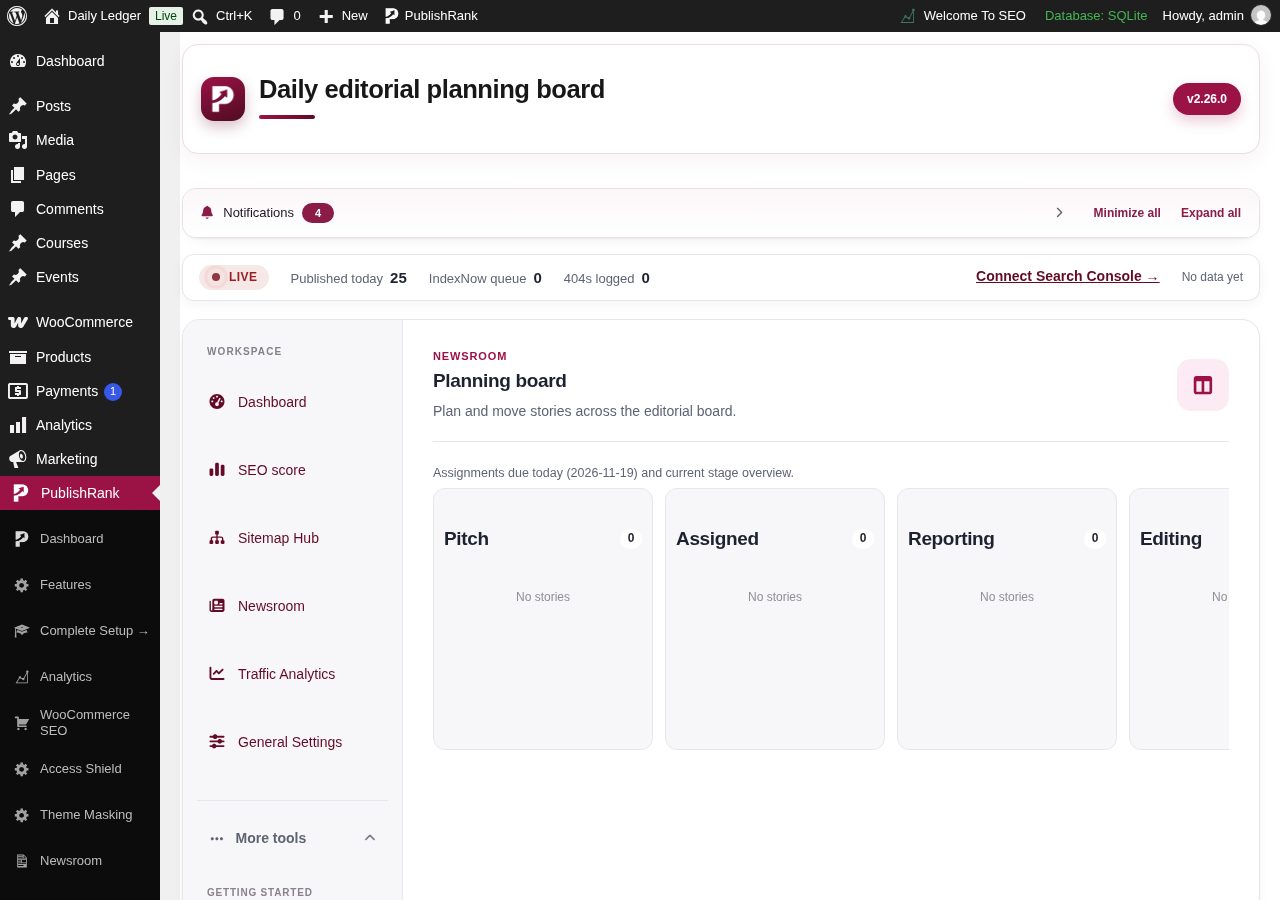 Daily Ledger Live Ctrl+K 0 New PublishRank Welcome To SEO Database: SQLite Howdy, admin
Dashboard
Posts
Media
Pages
Comments
Courses
Events
WooCommerce
Products
Payments 1
Analytics
Marketing
PublishRank
Dashboard
Features
Complete Setup →
Analytics
WooCommerce
SEO
Access Shield
Theme Masking
Newsroom
Daily editorial planning board
v2.26.0
Notifications 4
Minimize all Expand all
LIVE Published today 25 IndexNow queue 0 404s logged 0 Connect Search Console → No data yet
WORKSPACE
Dashboard
SEO score
Sitemap Hub
Newsroom
Traffic Analytics
General Settings
More tools
GETTING STARTED
NEWSROOM
Planning board
Plan and move stories across the editorial board.
Assignments due today (2026-11-19) and current stage overview.
Pitch 0
No stories
Assigned 0
No stories
Reporting 0
No stories
Editing
No